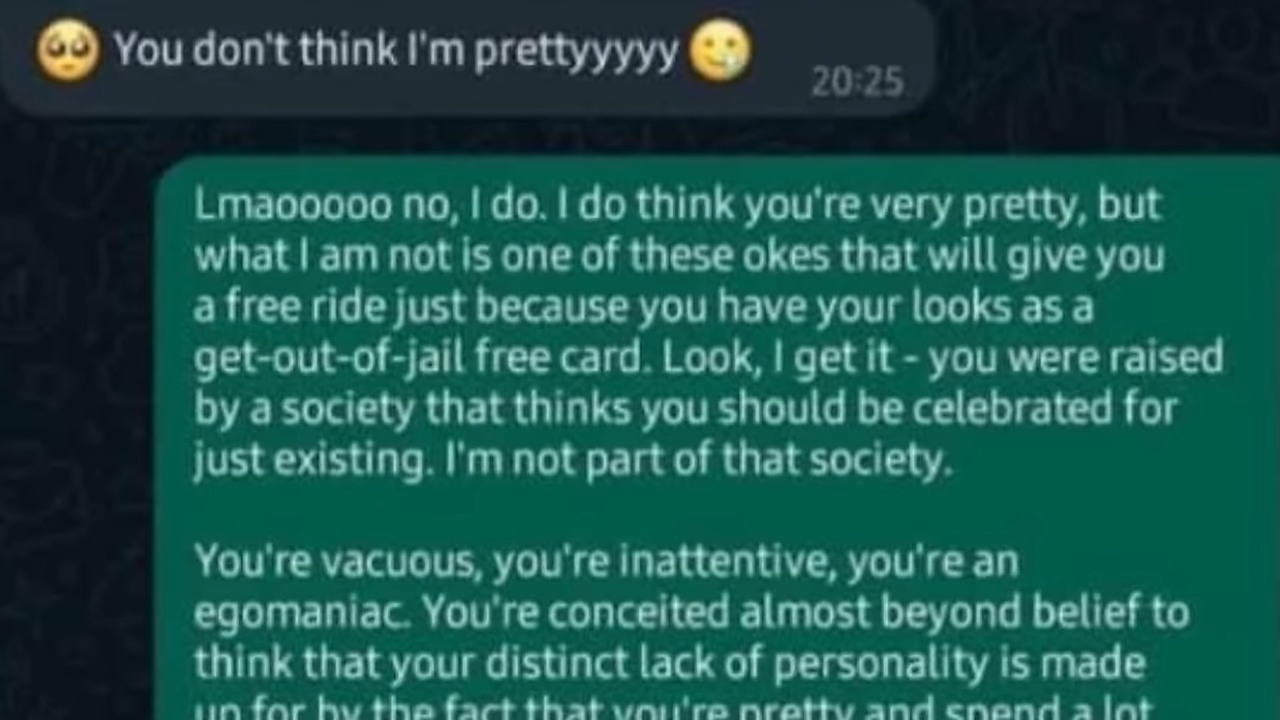 🥺 You don't think I'm prettyyyyy 🥲
20:25
Lmaooooo no, I do. I do think you're very pretty, but
what I am not is one of these okes that will give you
a free ride just because you have your looks as a
get-out-of-jail free card. Look, I get it - you were raised
by a society that thinks you should be celebrated for
just existing. I'm not part of that society.
You're vacuous, you're inattentive, you're an
egomaniac. You're conceited almost beyond belief to
think that your distinct lack of personality is made
up for by the fact that you're pretty and spend a lot